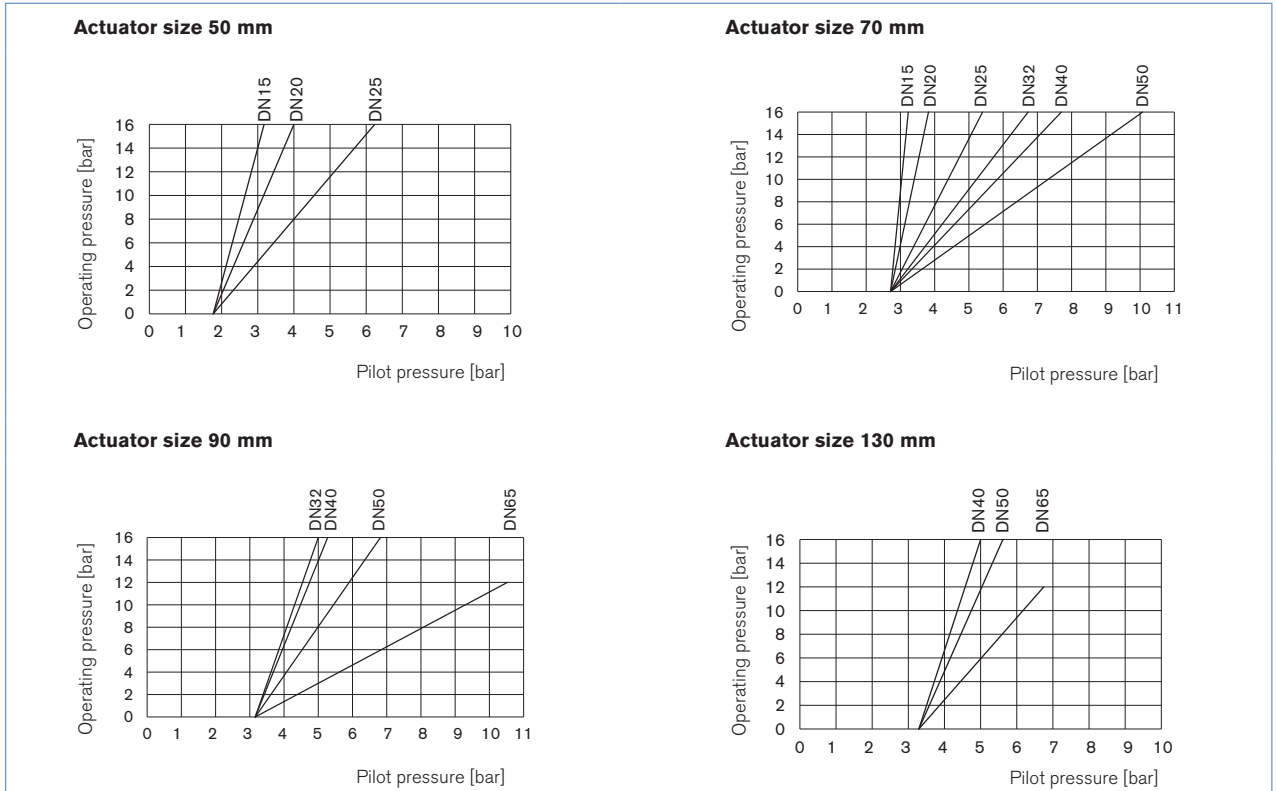 Actuator size 50 mm
DN15 DN20 DN25
Operating pressure [bar]
16
14
12
10
8
6
4
2
0
0 1 2 3 4 5 6 7 8 9 10
Pilot pressure [bar]
Actuator size 70 mm
DN15 DN20 DN25 DN32 DN40 DN50
Operating pressure [bar]
16
14
12
10
8
6
4
2
0
0 1 2 3 4 5 6 7 8 9 10 11
Pilot pressure [bar]
Actuator size 90 mm
DN32 DN40 DN50 DN65
Operating pressure [bar]
16
14
12
10
8
6
4
2
0
0 1 2 3 4 5 6 7 8 9 10 11
Pilot pressure [bar]
Actuator size 130 mm
DN40 DN50 DN65
Operating pressure [bar]
16
14
12
10
8
6
4
2
0
0 1 2 3 4 5 6 7 8 9 10
Pilot pressure [bar]